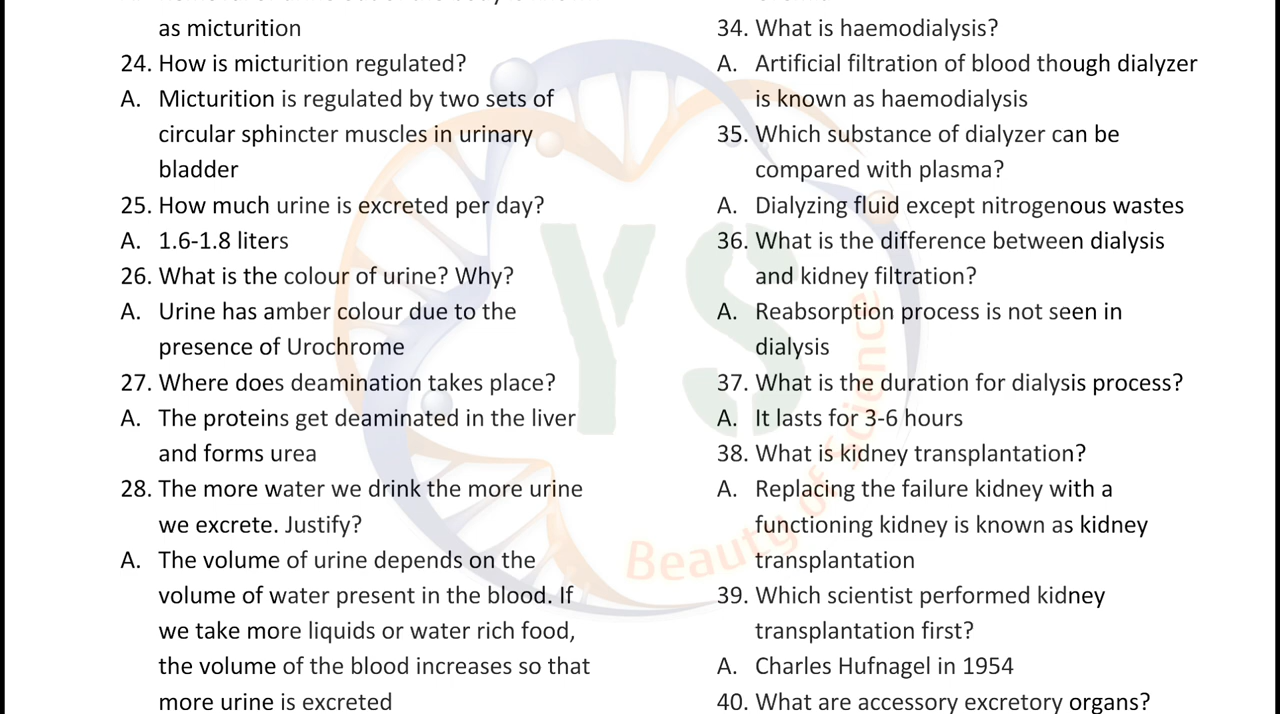 as micturition
24. How is micturition regulated?
A. Micturition is regulated by two sets of
circular sphincter muscles in urinary
bladder
25. How much urine is excreted per day?
A. 1.6-1.8 liters
26. What is the colour of urine? Why?
A. Urine has amber colour due to the
presence of Urochrome
27. Where does deamination takes place?
A. The proteins get deaminated in the liver
and forms urea
28. The more water we drink the more urine
we excrete. Justify?
A. The volume of urine depends on the
volume of water present in the blood. If
we take more liquids or water rich food,
the volume of the blood increases so that
more urine is excreted
34. What is haemodialysis?
A. Artificial filtration of blood though dialyzer
is known as haemodialysis
35. Which substance of dialyzer can be
compared with plasma?
A. Dialyzing fluid except nitrogenous wastes
36. What is the difference between dialysis
and kidney filtration?
A. Reabsorption process is not seen in
dialysis
37. What is the duration for dialysis process?
A. It lasts for 3-6 hours
38. What is kidney transplantation?
A. Replacing the failure kidney with a
functioning kidney is known as kidney
transplantation
39. Which scientist performed kidney
transplantation first?
A. Charles Hufnagel in 1954
40. What are accessory excretory organs?
YS
Beauty of Science